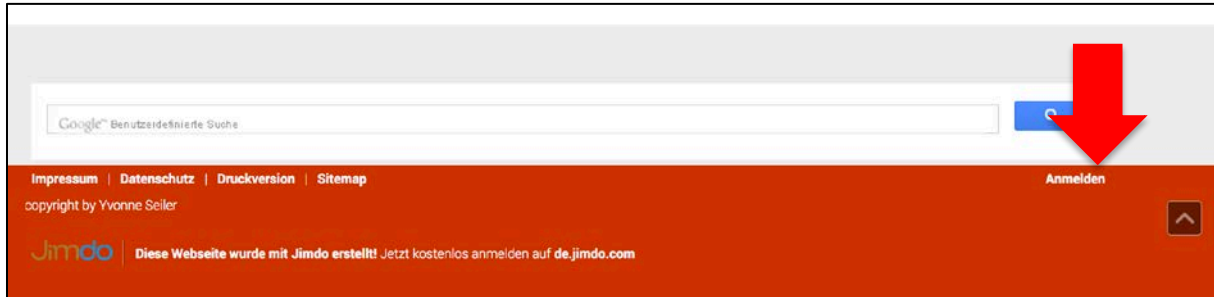 Google™ Benutzerdefinierte Suche
Impressum | Datenschutz | Druckversion | Sitemap
Anmelden
copyright by Yvonne Seiler
Jimdo | Diese Webseite wurde mit Jimdo erstellt! Jetzt kostenlos anmelden auf de.jimdo.com